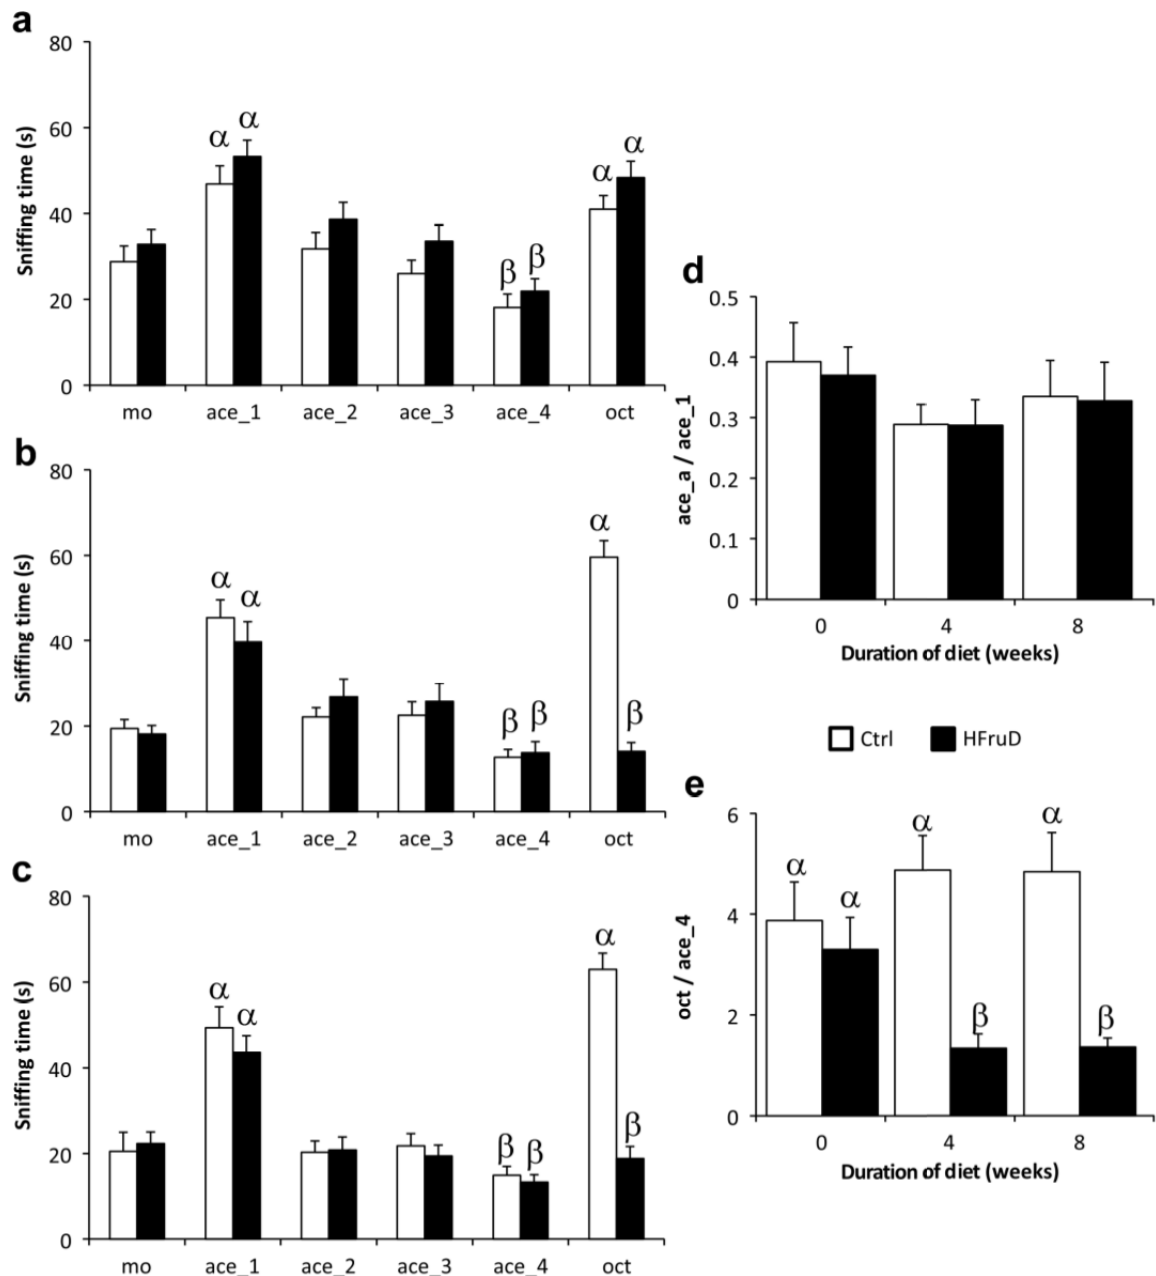 a
80
60
40
20
0
Sniffing time (s)
α α
β β
α α
mo ace_1 ace_2 ace_3 ace_4 oct
b
80
60
40
20
0
Sniffing time (s)
α α
β β
α β
mo ace_1 ace_2 ace_3 ace_4 oct
c
80
60
40
20
0
Sniffing time (s)
α α
β β
α β
mo ace_1 ace_2 ace_3 ace_4 oct
d
0.5
0.4
0.3
0.2
0.1
0
ace_a / ace_1
0 4 8
Duration of diet (weeks)
Ctrl HFruD
e
6
4
2
0
oct / ace_4
α α
α β
α β
0 4 8
Duration of diet (weeks)